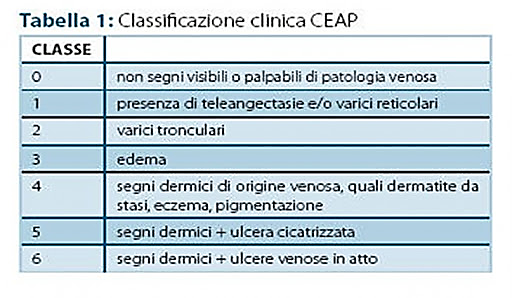 Tabella 1: Classificazione clinica CEAP
CLASSE
0 non segni visibili o palpabili di patologia venosa
1 presenza di teleangectasie e/o varici reticolari
2 varici tronculari
3 edema
4 segni dermici di origine venosa, quali dermatite da
stasi, eczema, pigmentazione
5 segni dermici + ulcera cicatrizzata
6 segni dermici + ulcere venose in atto